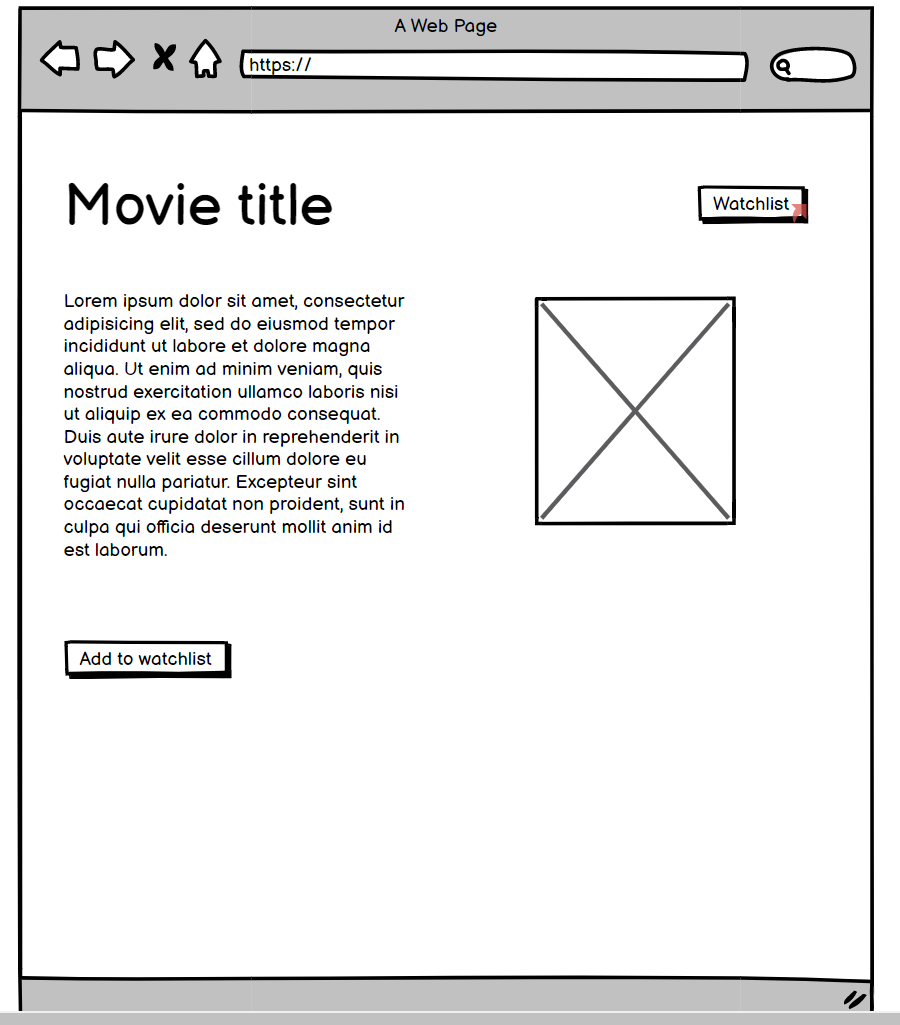 A Web Page
https://
Movie title
Watchlist
Lorem ipsum dolor sit amet, consectetur
adipisicing elit, sed do eiusmod tempor
incididunt ut labore et dolore magna
aliqua. Ut enim ad minim veniam, quis
nostrud exercitation ullamco laboris nisi
ut aliquip ex ea commodo consequat.
Duis aute irure dolor in reprehenderit in
voluptate velit esse cillum dolore eu
fugiat nulla pariatur. Excepteur sint
occaecat cupidatat non proident, sunt in
culpa qui officia deserunt mollit anim id
est laborum.
Add to watchlist